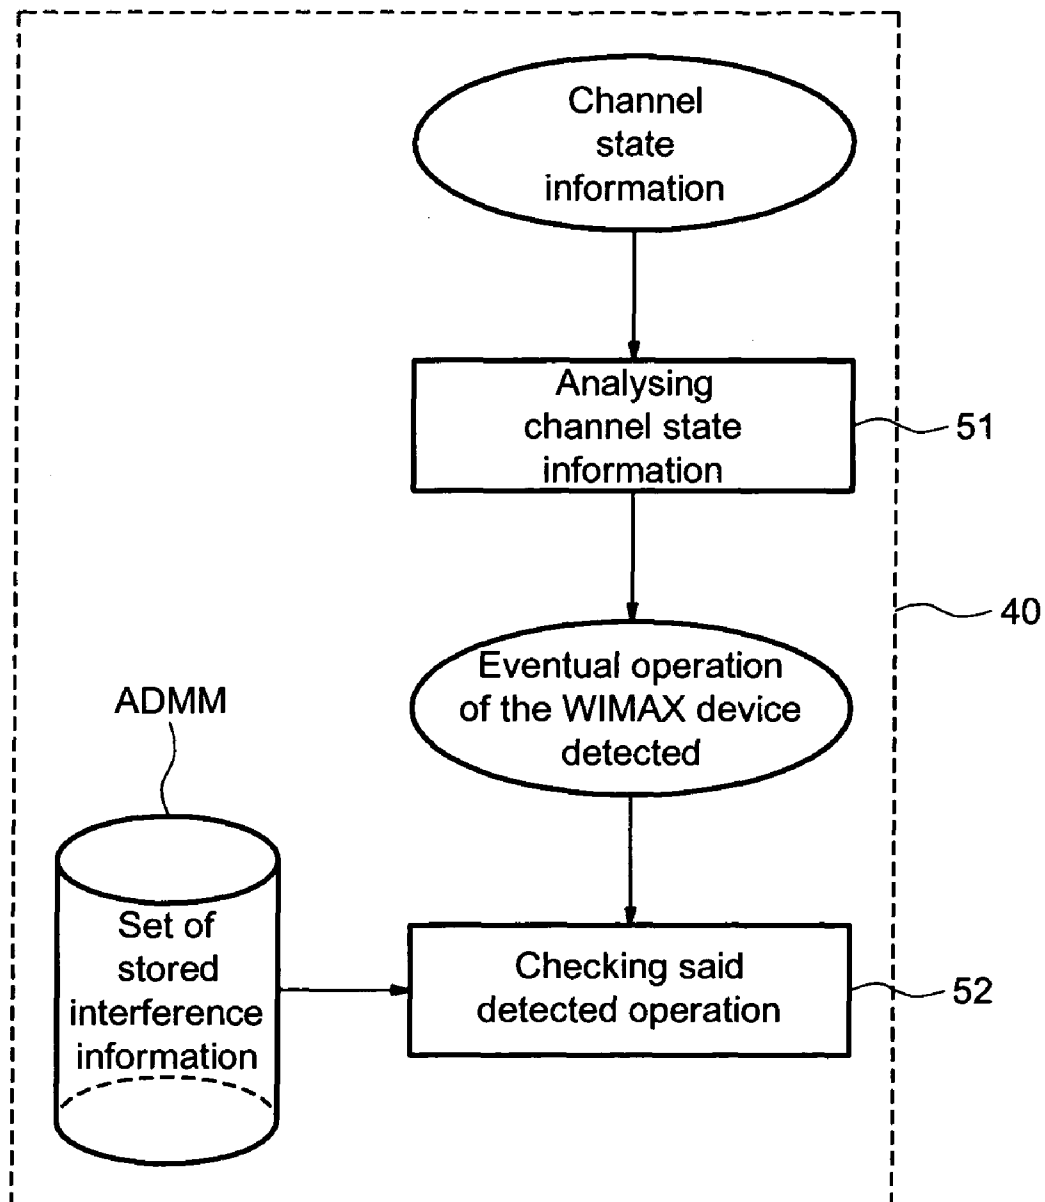 Channel
state
information
Analysing
channel state
information
51
40
Eventual operation
of the WIMAX device
detected
ADMM
Set of
stored
interference
information
Checking said
detected operation
52